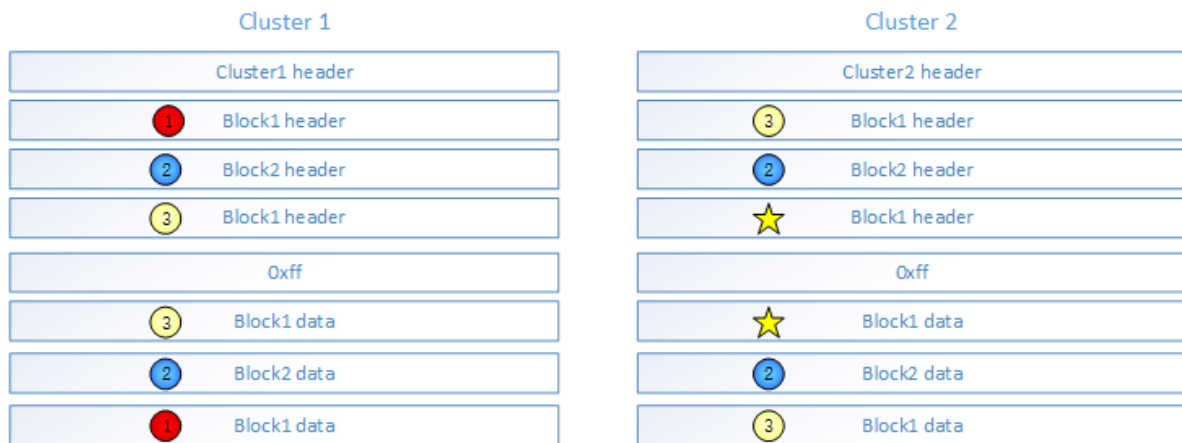 Cluster 1
Cluster1 header
1 Block1 header
2 Block2 header
3 Block1 header
0xff
3 Block1 data
2 Block2 data
1 Block1 data
Cluster 2
Cluster2 header
3 Block1 header
2 Block2 header
Block1 header
0xff
Block1 data
2 Block2 data
3 Block1 data